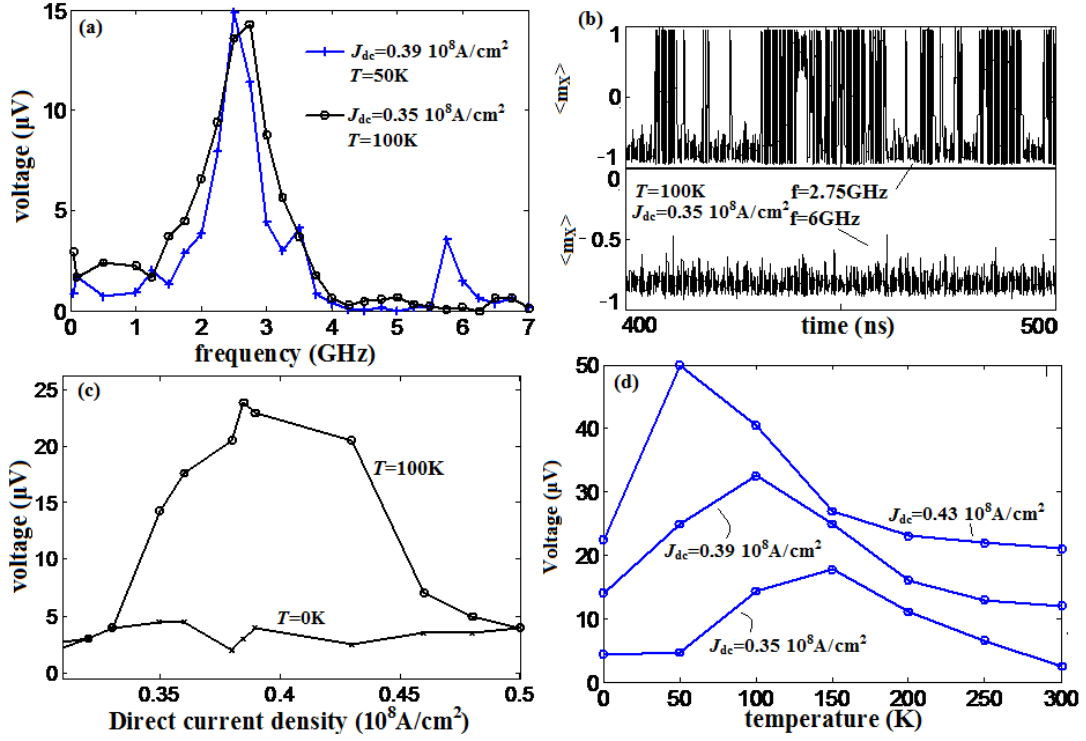 (a)
voltage (μV)
15
10
5
0
J_dc=0.39 10^8A/cm^2
T=50K
J_dc=0.35 10^8A/cm^2
T=100K
0 1 2 3 4 5 6 7
frequency (GHz)
(b)
<m_X>
1
0
-1
T=100K
J_dc=0.35 10^8A/cm^2
f=2.75GHz
f=6GHz
<m_X>
0
-0.5
-1
400 500
time (ns)
(c)
voltage (μV)
25
20
15
10
5
0
T=100K
T=0K
0.35 0.4 0.45 0.5
Direct current density (10^8A/cm^2)
(d)
Voltage (μV)
50
40
30
20
10
0
J_dc=0.43 10^8A/cm^2
J_dc=0.39 10^8A/cm^2
J_dc=0.35 10^8A/cm^2
0 50 100 150 200 250 300
temperature (K)